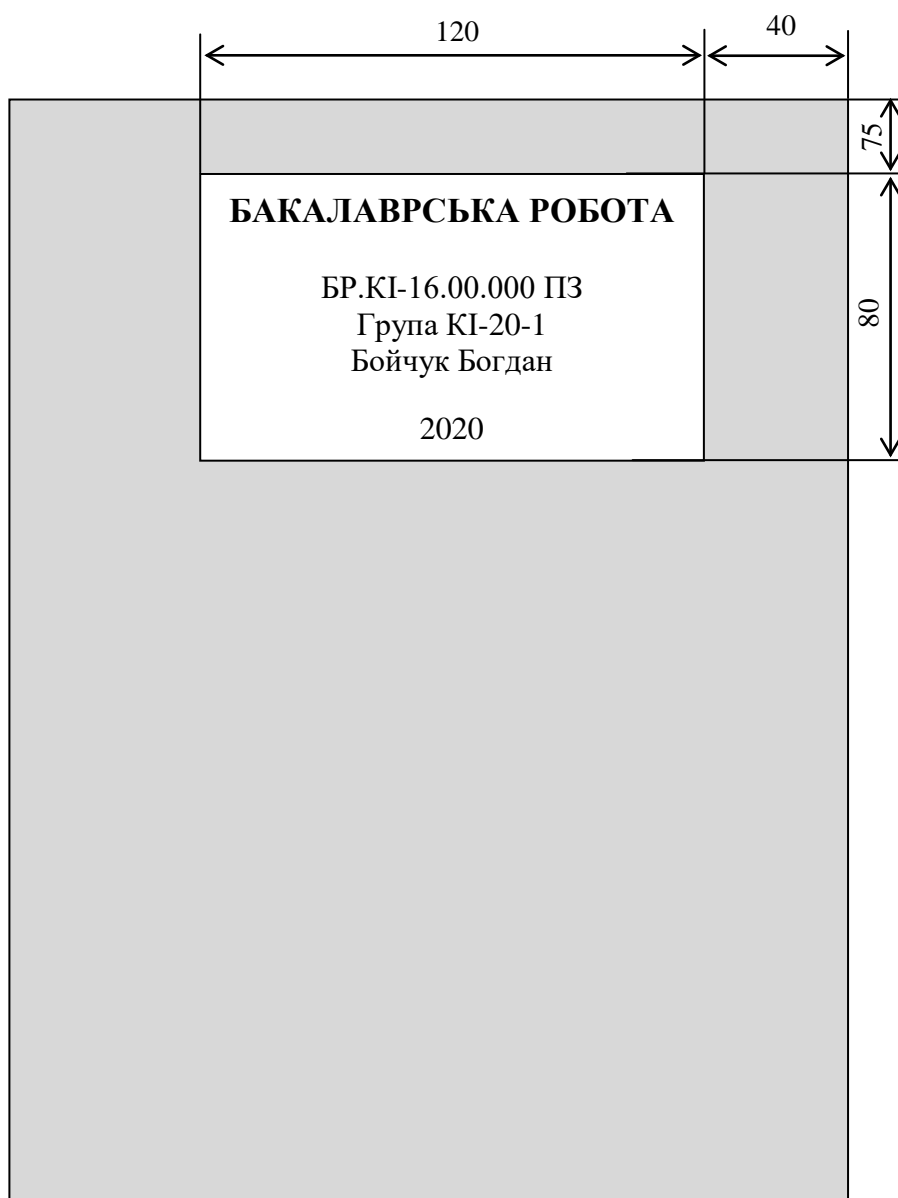 120
40
75
БАКАЛАВРСЬКА РОБОТА
БР.КІ-16.00.000 ПЗ
Група КІ-20-1
Бойчук Богдан
2020
80